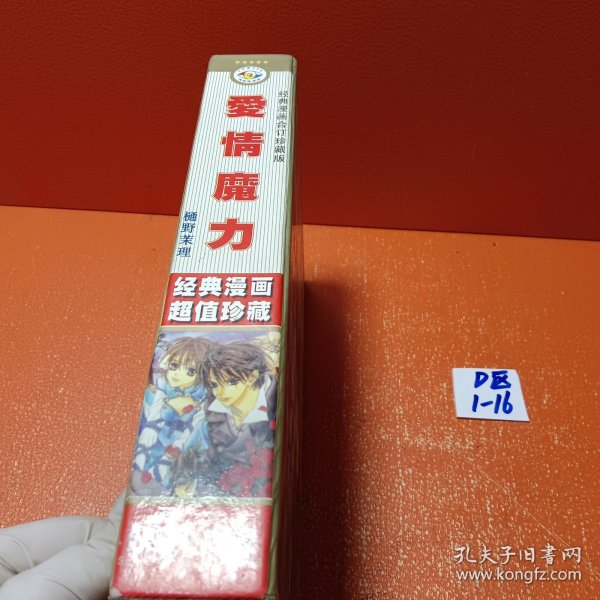 愛情魔力
经典漫画合订珍藏版
樋野茉理
经典漫画
超值珍藏
D区
1-16
孔夫子旧书网
www.kongfz.com